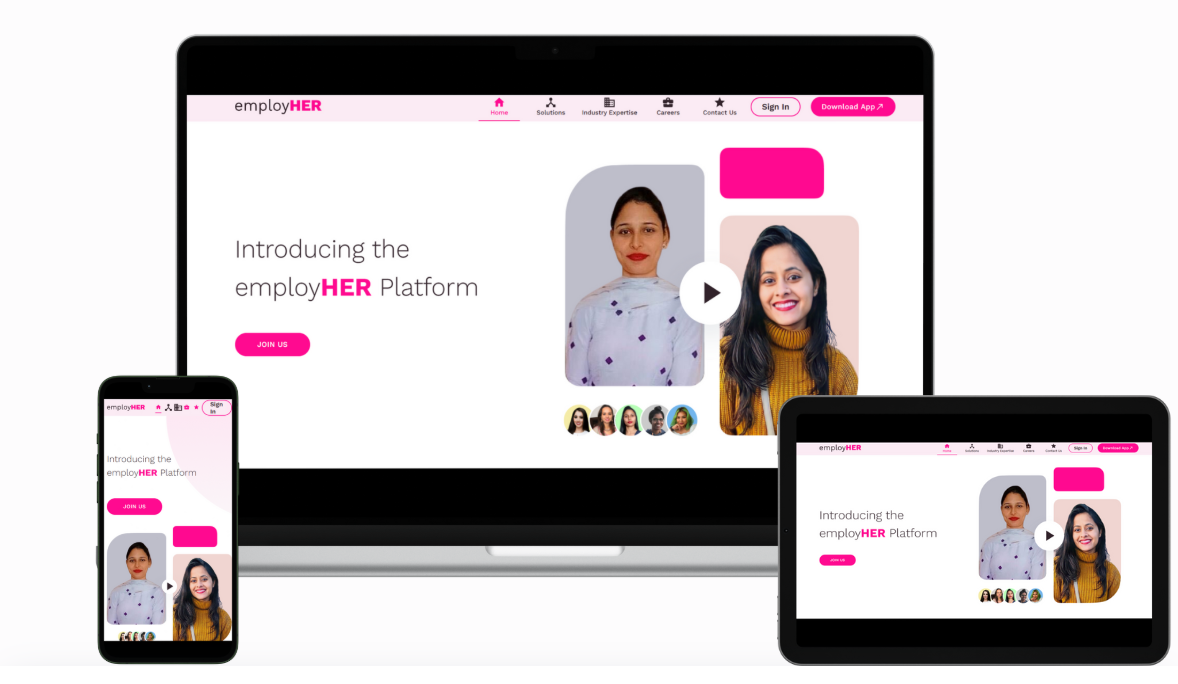 employHER
Home
Solutions
Industry Expertise
Careers
Contact Us
Sign In
Download App
Introducing the
employHER Platform
JOIN US
employHER
Sign
In
Introducing the
employHER Platform
JOIN US
employHER
Home
Solutions
Industry Expertise
Careers
Contact Us
Sign In
Download App
Introducing the
employHER Platform
JOIN US